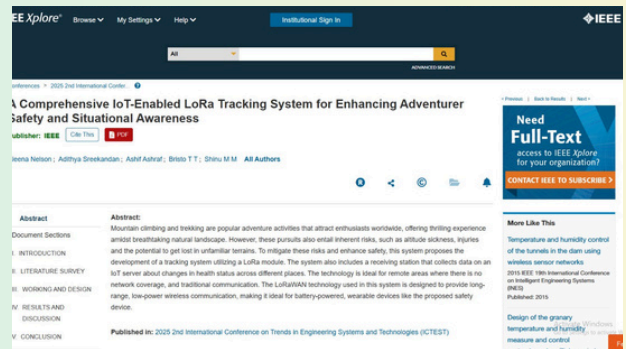 EE Xplore® Browse My Settings Help Institutional Sign In IEEE
All
ADVANCED SEARCH
onferences > 2025 2nd International Confer...
A Comprehensive IoT-Enabled LoRa Tracking System for Enhancing Adventurer
Safety and Situational Awareness
ublisher: IEEE Cite This PDF
eena Nelson ; Adithya Sreekandan ; Ashif Ashraf ; Bristo T T ; Shinu M M All Authors
< Previous | Back to Results | Next >
Need
Full-Text
access to IEEE Xplore
for your organization?
CONTACT IEEE TO SUBSCRIBE >
Abstract
Document Sections
I. INTRODUCTION
II. LITERATURE SURVEY
III. WORKING AND DESIGN
IV. RESULTS AND
DISCUSSION
V. CONCLUSION
Abstract:
Mountain climbing and trekking are popular adventure activities that attract enthusiasts worldwide, offering thrilling experience
amidst breathtaking natural landscape. However, these pursuits also entail inherent risks, such as altitude sickness, injuries
and the potential to get lost in unfamiliar terrains. To mitigate these risks and enhance safety, this system proposes the
development of a tracking system utilizing a LoRa module. The system also includes a receiving station that collects data on an
IoT server about changes in health status across different places. The technology is ideal for remote areas where there is no
network coverage, and traditional communication. The LoRaWAN technology used in this system is designed to provide long-
range, low-power wireless communication, making it ideal for battery-powered, wearable devices like the proposed safety
device.
Published in: 2025 2nd International Conference on Trends in Engineering Systems and Technologies (ICTEST)
More Like This
Temperature and humidity control
of the tunnels in the dam using
wireless sensor networks
2015 IEEE 19th International Conference
on Intelligent Engineering Systems
(INES)
Published: 2015
Design of the granary
temperature and humidity
measure and control
Activate Windows